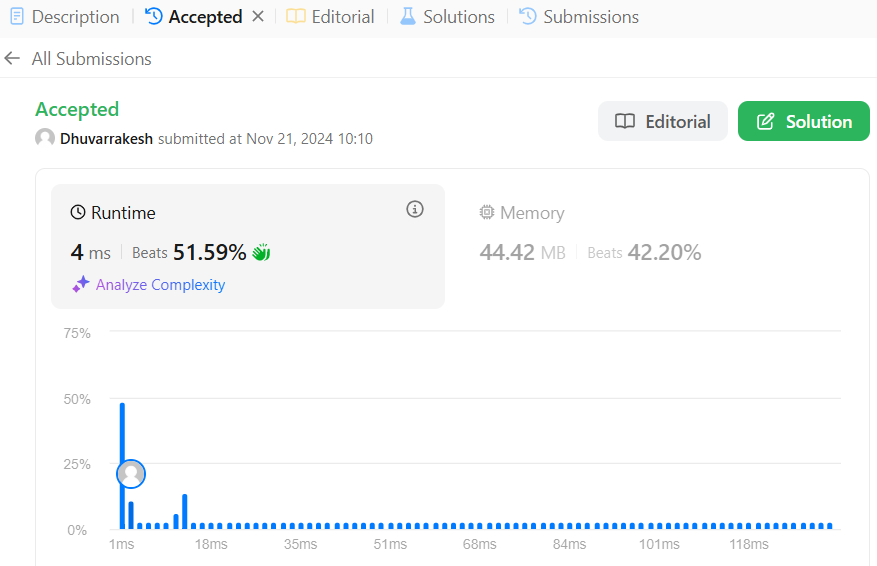 Description Accepted Editorial Solutions Submissions
All Submissions
Accepted
Dhuvarrakesh submitted at Nov 21, 2024 10:10
Editorial
Solution
Runtime
4 ms Beats 51.59%
Analyze Complexity
Memory
44.42 MB Beats 42.20%
75%
50%
25%
0%
1ms 18ms 35ms 51ms 68ms 84ms 101ms 118ms